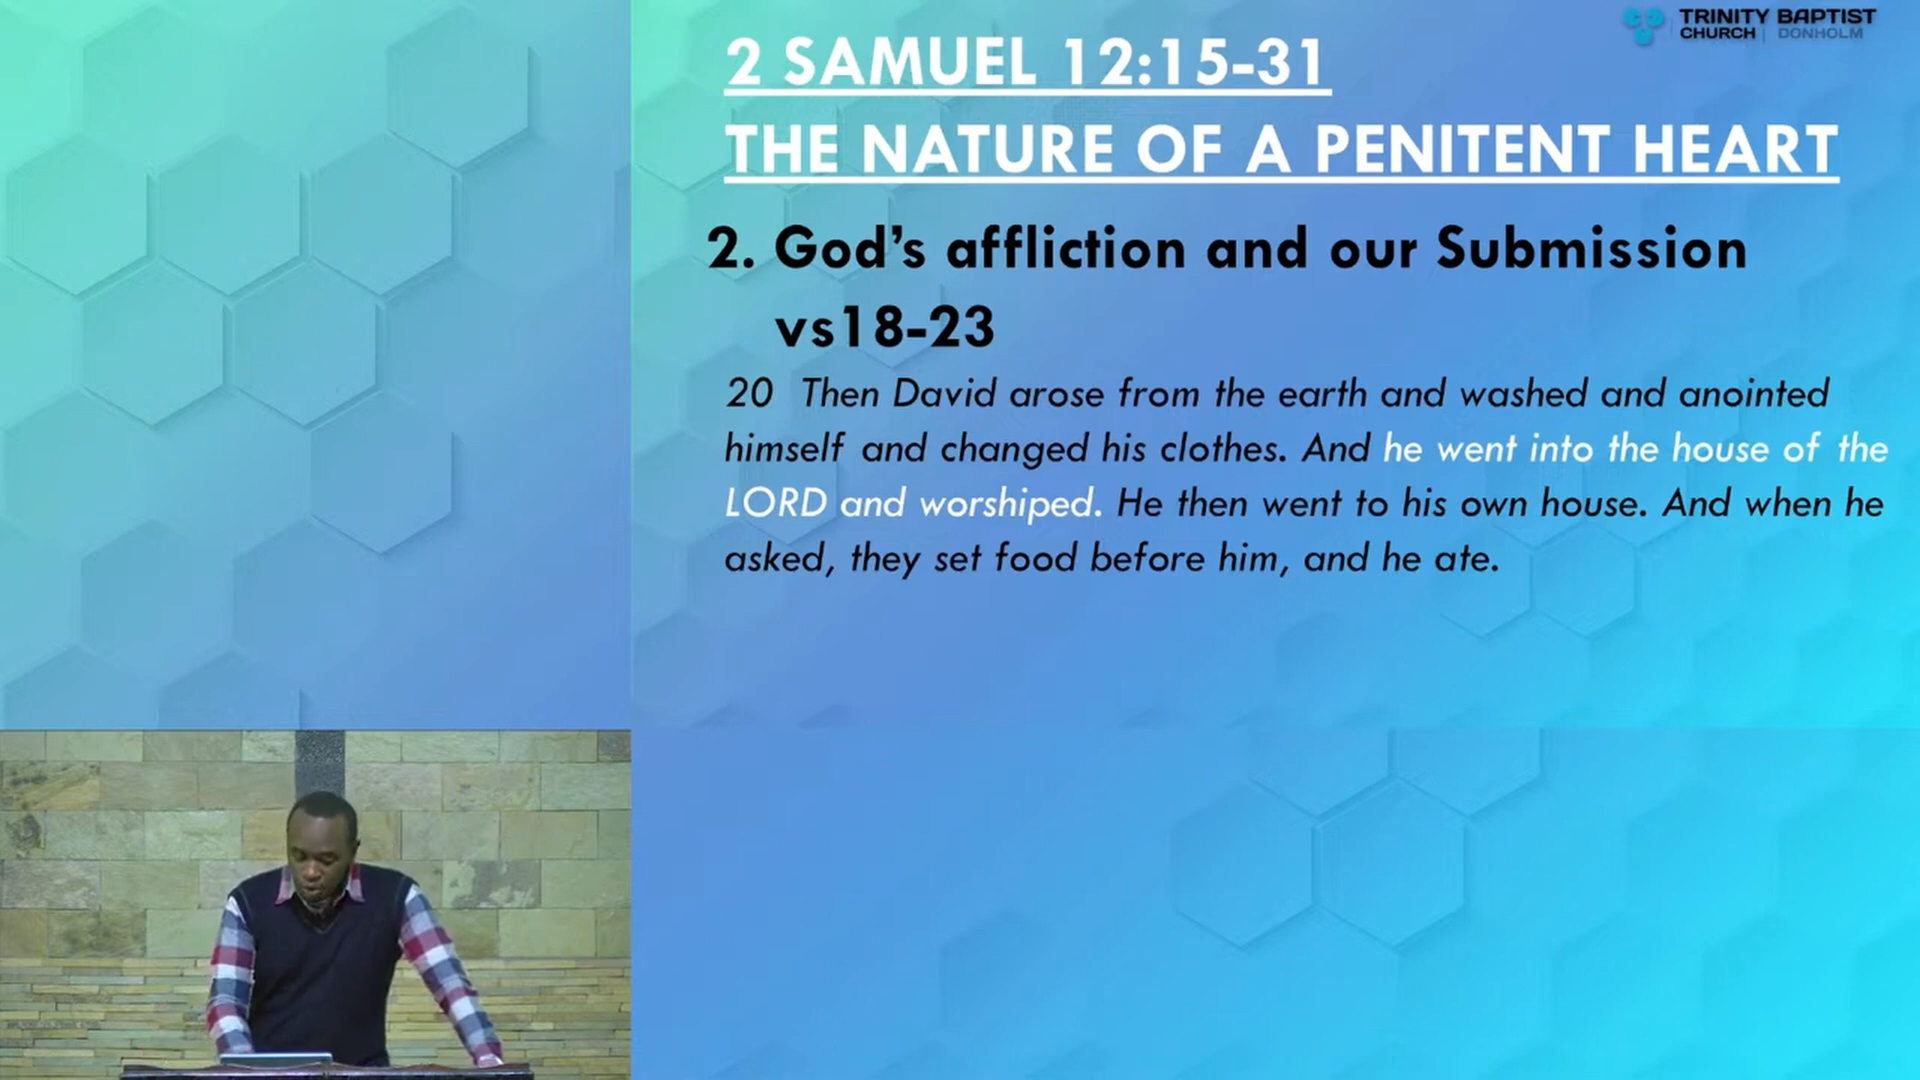 TRINITY BAPTIST
CHURCH | DONHOLM
2 SAMUEL 12:15-31
THE NATURE OF A PENITENT HEART
2. God’s affliction and our Submission
vs18-23
20 Then David arose from the earth and washed and anointed
himself and changed his clothes. And he went into the house of the
LORD and worshiped. He then went to his own house. And when he
asked, they set food before him, and he ate.